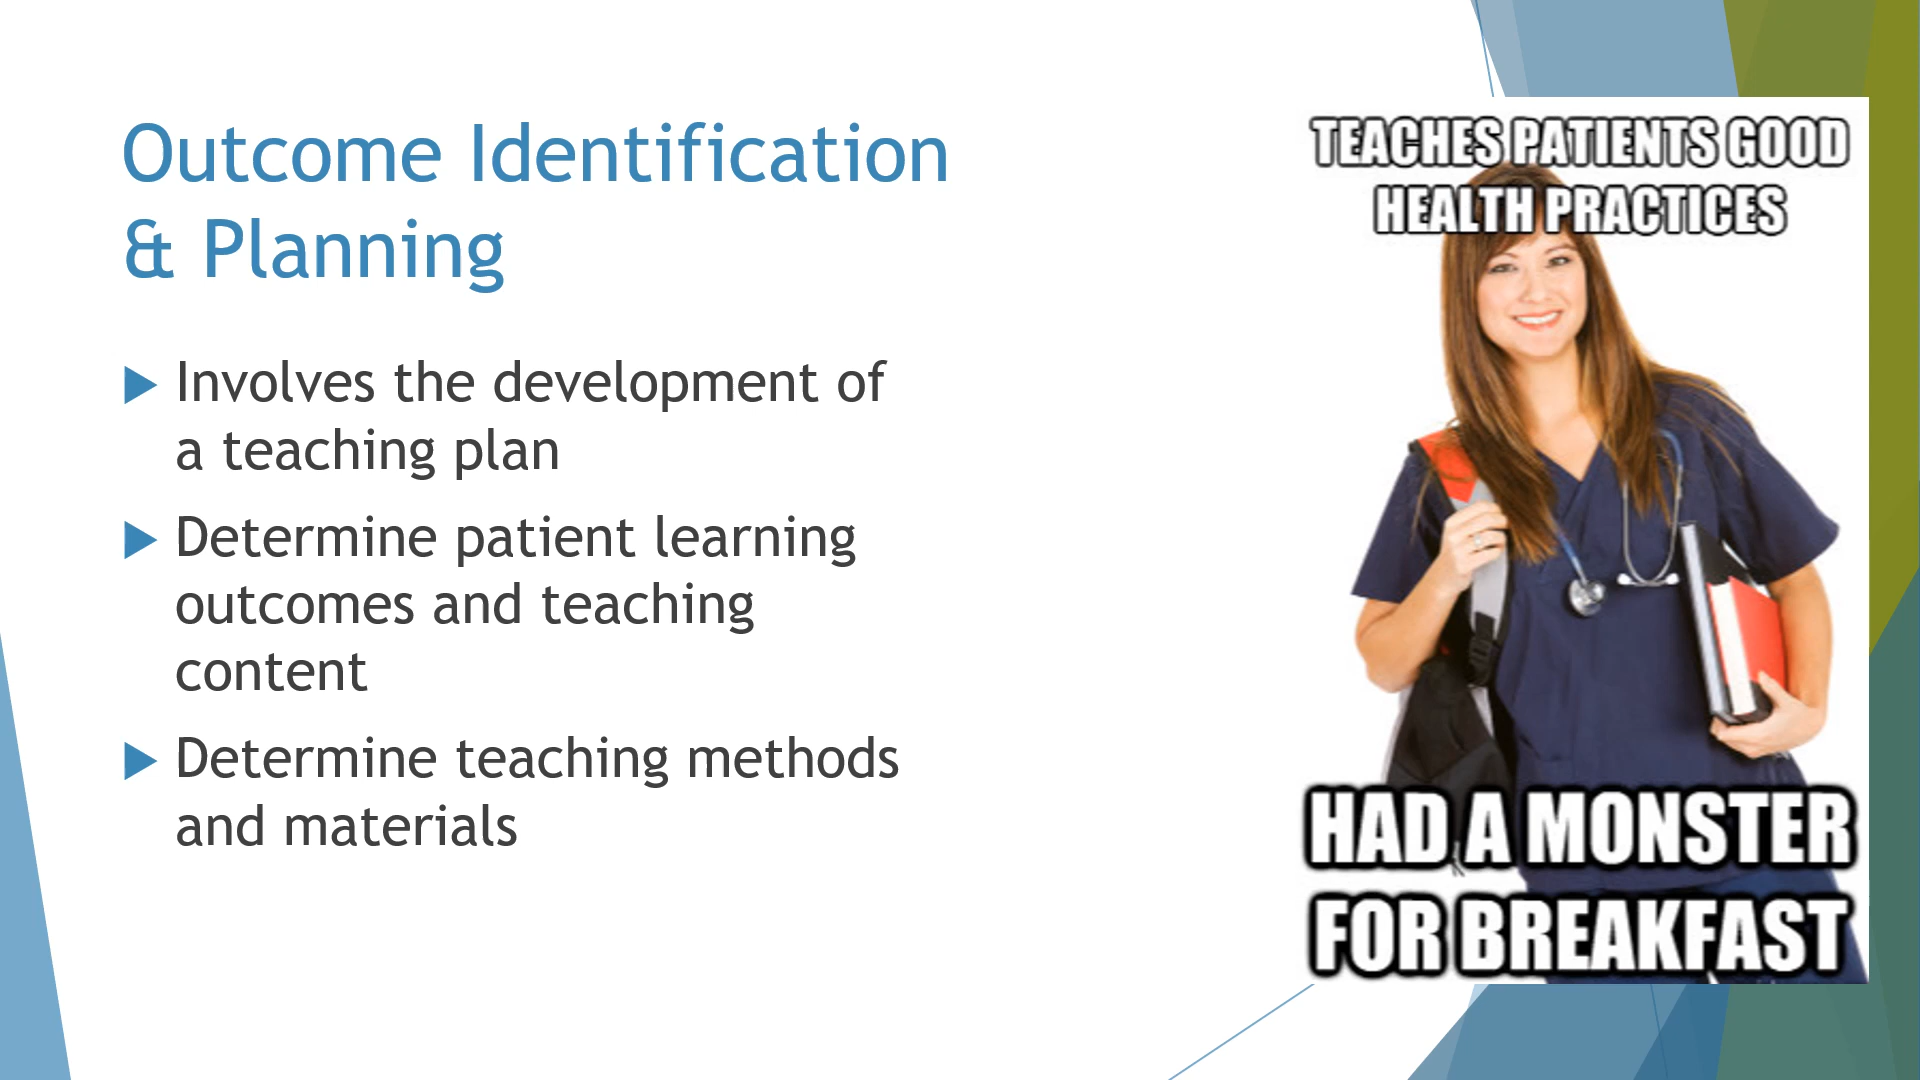 Outcome Identification
& Planning
Involves the development of
a teaching plan
Determine patient learning
outcomes and teaching
content
Determine teaching methods
and materials
TEACHES PATIENTS GOOD
HEALTH PRACTICES
HAD A MONSTER
FOR BREAKFAST